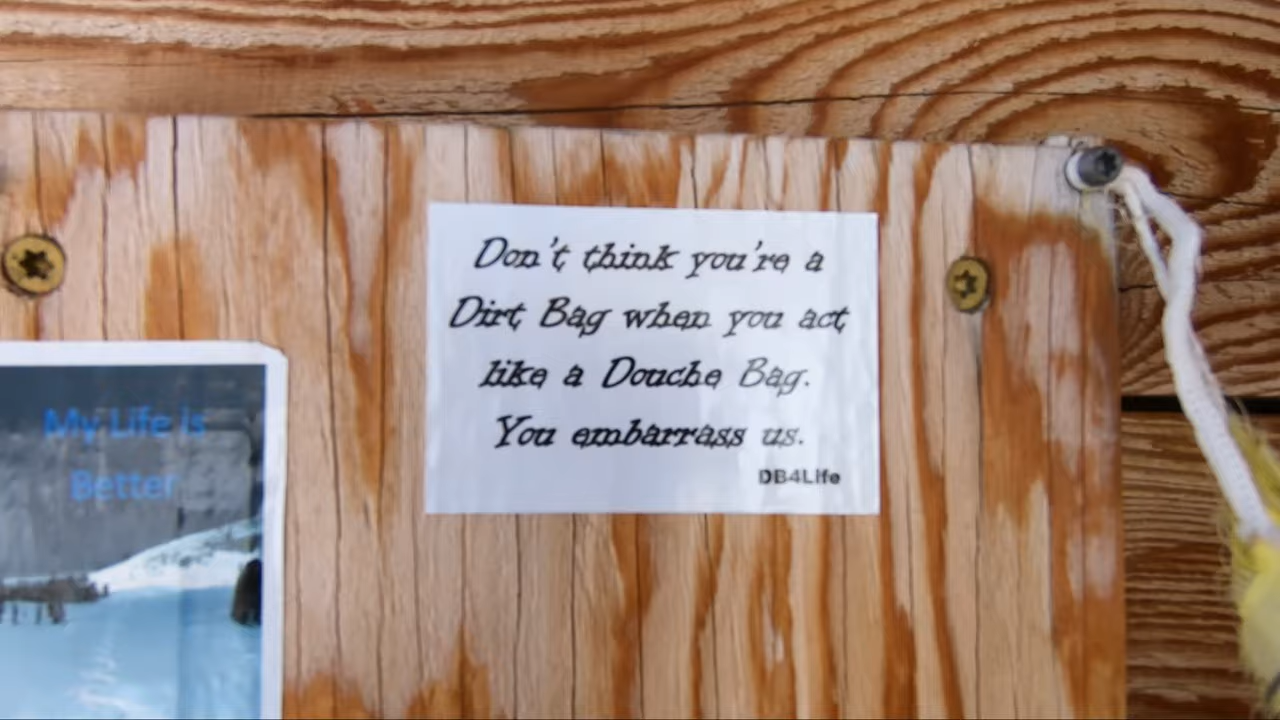 Don't think you're a
Dirt Bag when you act
like a Douche Bag.
You embarrass us.
DB4Life
My Life is
Better